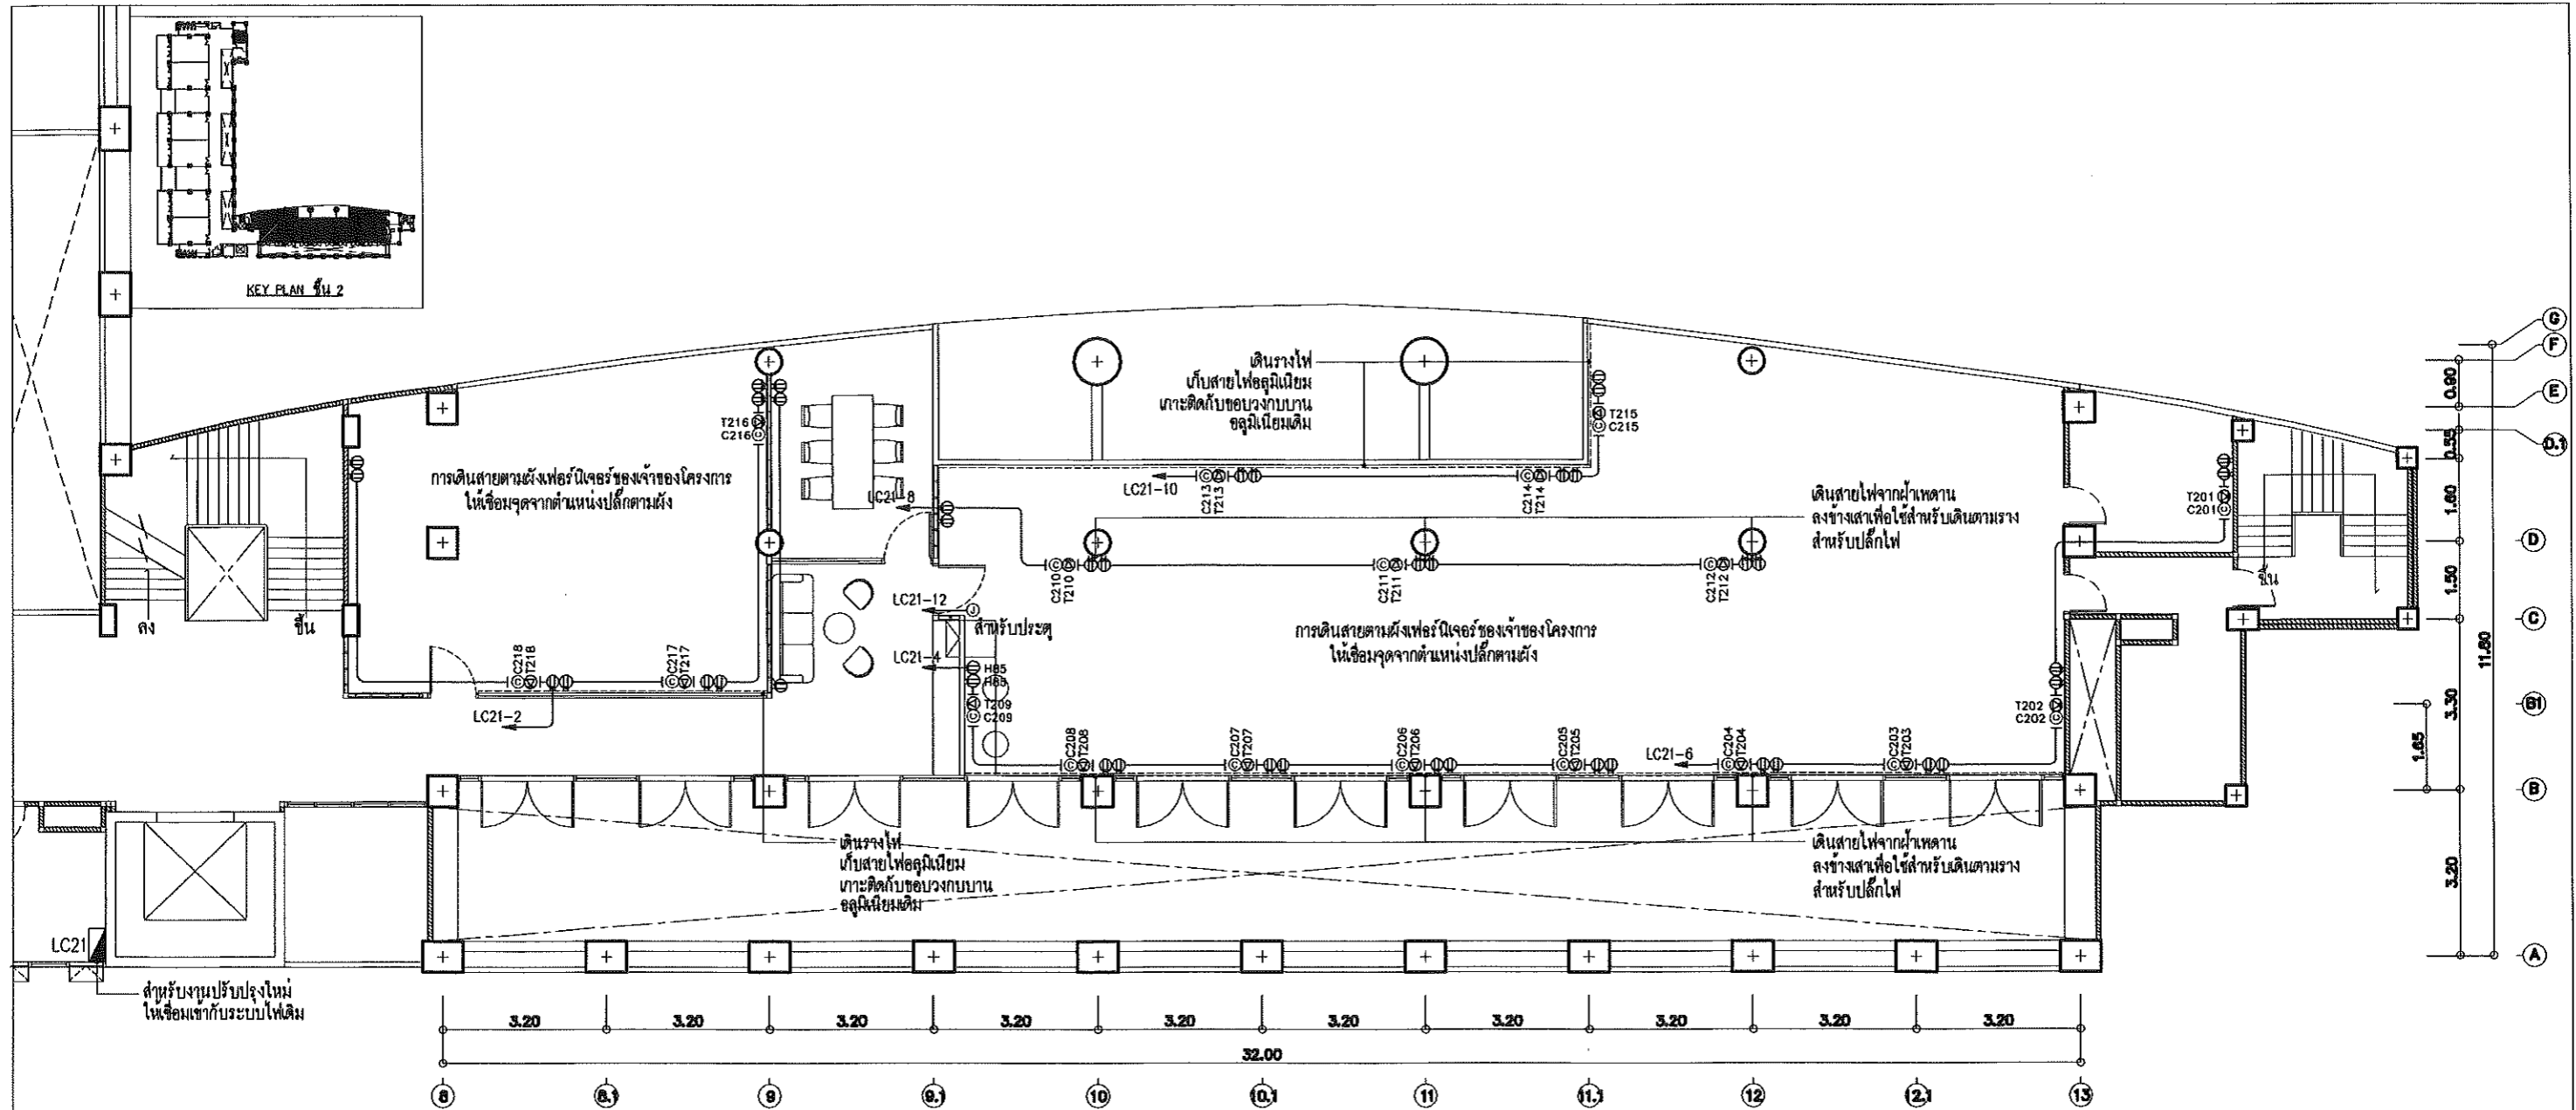 KEY PLAN ชั้น 2
เดินรางไฟ
เก็บสายไฟอลูมิเนียม
เกาะติดกับขอบวงกบบาน
อลูมิเนียมเดิม
T216
C216
T215
C215
การเดินสายตามผังเฟอร์นิเจอร์ของเจ้าของโครงการ
ให้เชื่อมจุดจากตำแหน่งปลั๊กตามผัง
LC21-8
LC21-10
C213
T213
C214
T214
เดินสายไฟจากฝ้าเพดาน
ลงข้างเสาเพื่อใช้สำหรับเดินตามราง
สำหรับปลั๊กไฟ
T201
C201
C210
T210
C211
T211
C212
T212
ลง
ขึ้น
ขึ้น
LC21-12
J
สำหรับประตู
LC21-4
การเดินสายตามผังเฟอร์นิเจอร์ของเจ้าของโครงการ
ให้เชื่อมจุดจากตำแหน่งปลั๊กตามผัง
C218
T218
C217
T217
LC21-2
H85
H85
T209
C209
T202
C202
C208
T208
C207
T207
C206
T206
C205
T205
LC21-6
C204
T204
C203
T203
เดินรางไฟ
เก็บสายไฟอลูมิเนียม
เกาะติดกับขอบวงกบบาน
อลูมิเนียมเดิม
เดินสายไฟจากฝ้าเพดาน
ลงข้างเสาเพื่อใช้สำหรับเดินตามราง
สำหรับปลั๊กไฟ
LC21
สำหรับงานปรับปรุงใหม่
ให้เชื่อมเข้ากับระบบไฟเดิม
G
F
E
D.1
D
C
B1
B
A
0.90
0.55
1.60
1.50
3.30
1.65
3.20
11.60
3.20 3.20 3.20 3.20 3.20 3.20 3.20 3.20 3.20 3.20
32.00
8 8.1 9 9.1 10 10.1 11 11.1 12 12.1 13